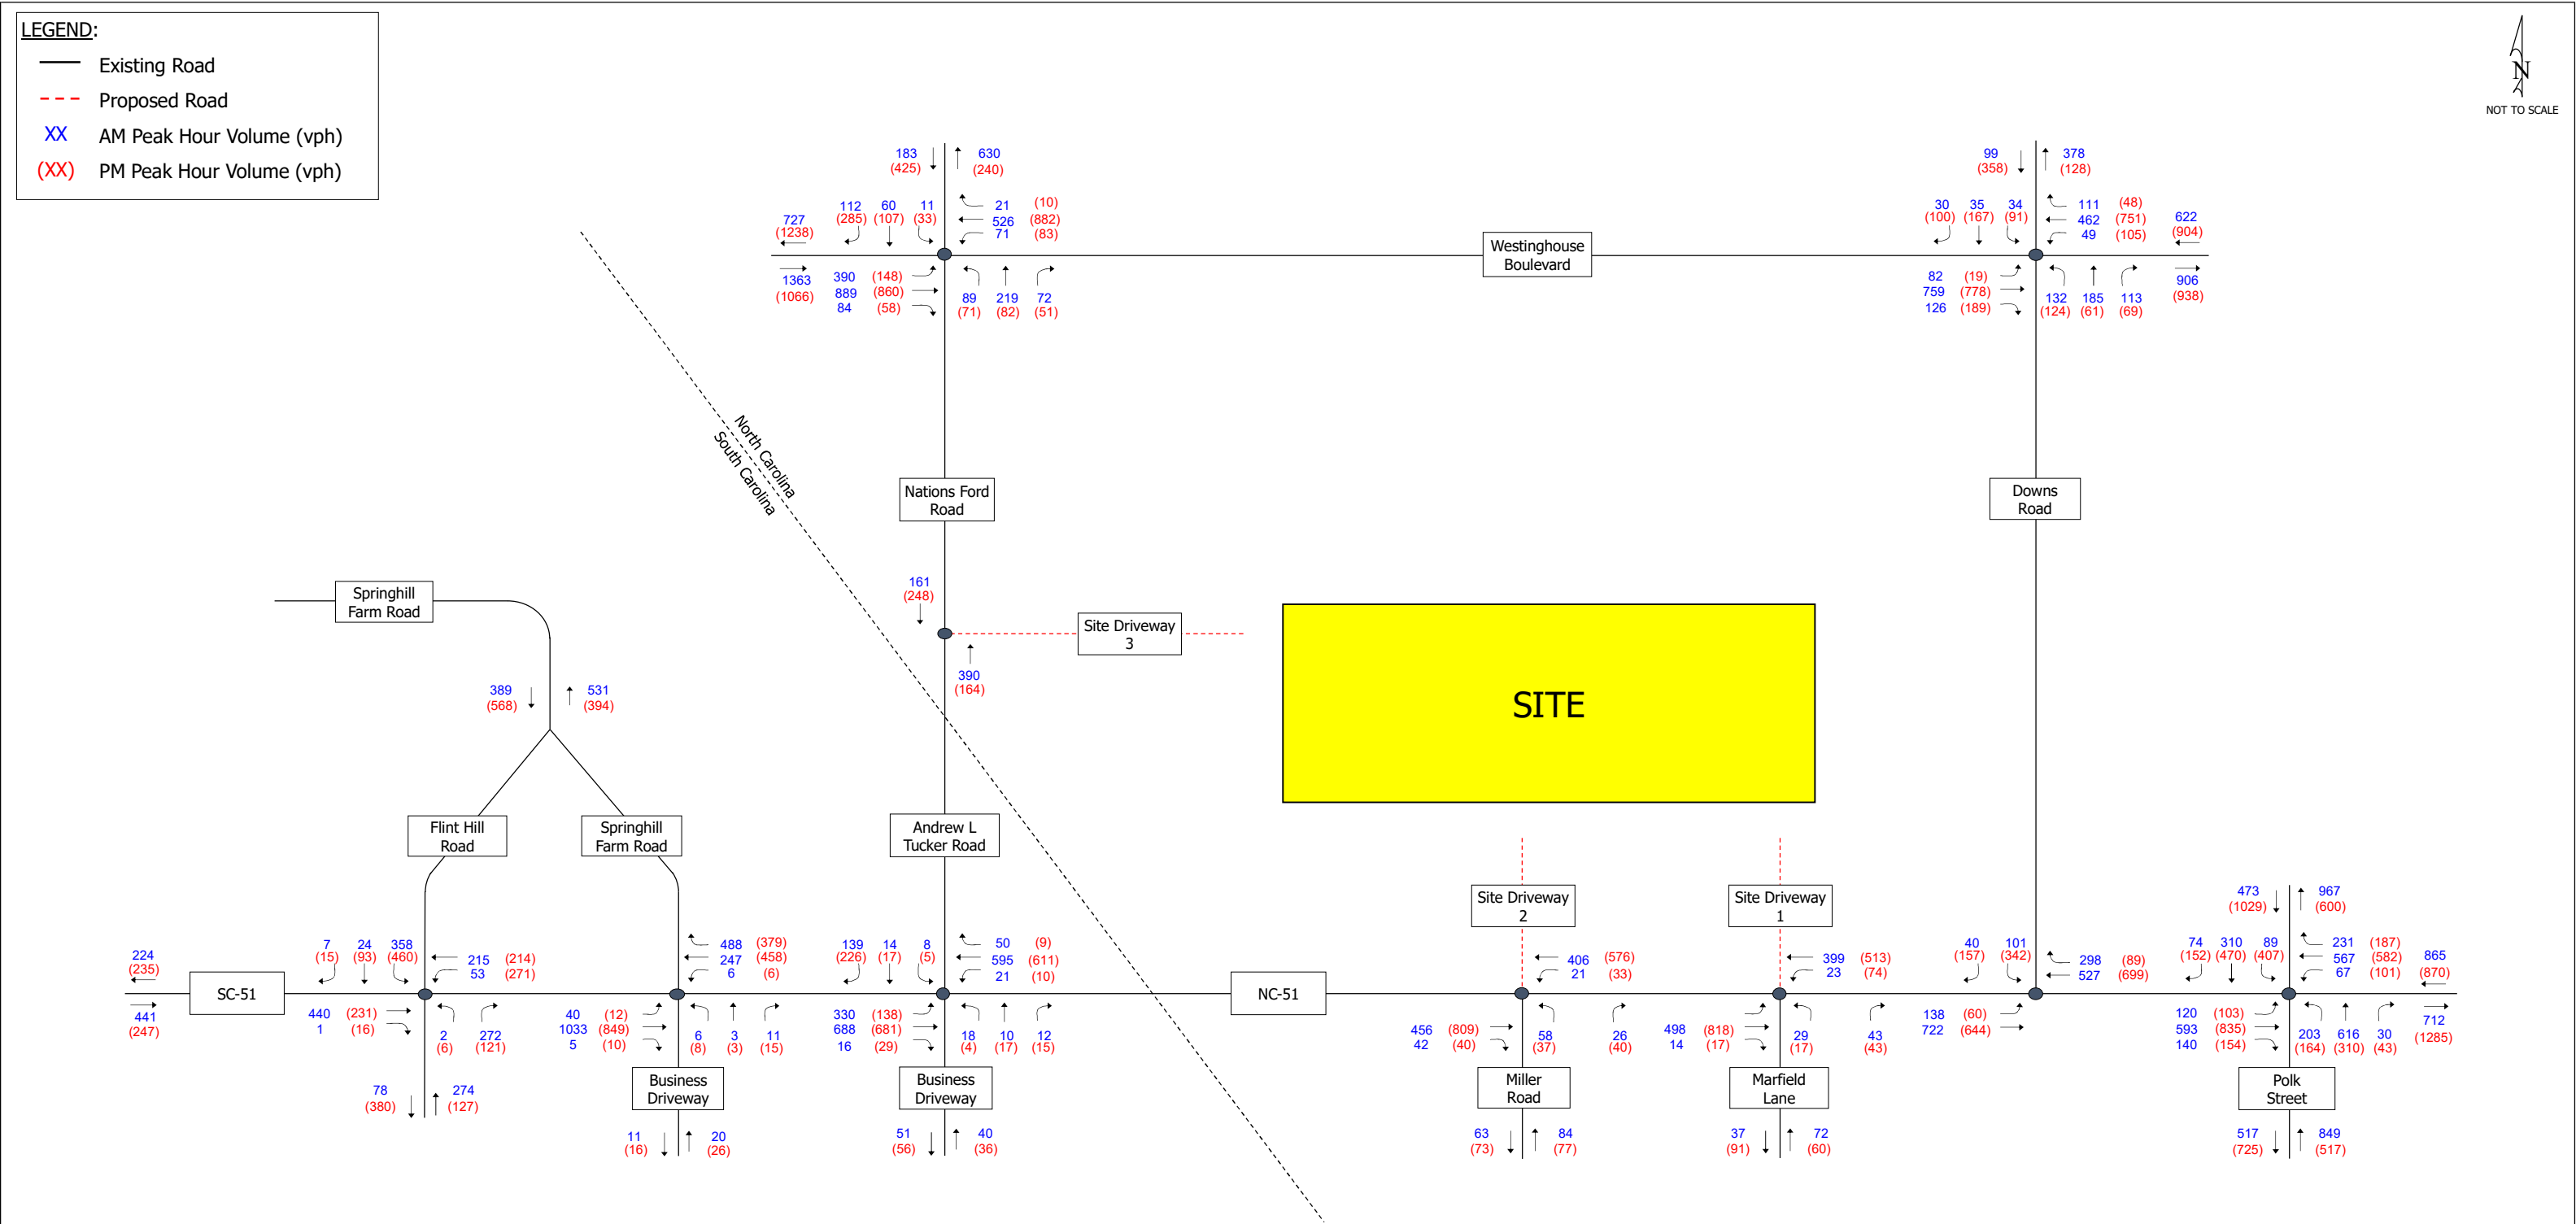 LEGEND:
Existing Road
Proposed Road
XX AM Peak Hour Volume (vph)
(XX) PM Peak Hour Volume (vph)
N
NOT TO SCALE
183 630
(425) (240)
112 60 11
(285) (107) (33)
21 (10)
526 (882)
71 (83)
727
(1238)
1363
(1066)
390 (148)
889 (860)
84 (58)
89 219 72
(71) (82) (51)
Westinghouse
Boulevard
99 378
(358) (128)
30 35 34
(100) (167) (91)
111 (48)
462 (751)
49 (105)
622
(904)
82 (19)
759 (778)
126 (189)
132 185 113
(124) (61) (69)
906
(938)
North Carolina
South Carolina
Nations Ford
Road
Downs
Road
161
(248)
Site Driveway
3
390
(164)
SITE
Springhill
Farm Road
389 531
(568) (394)
Flint Hill
Road
Springhill
Farm Road
Andrew L
Tucker Road
Site Driveway
2
Site Driveway
1
224
(235)
SC-51
441
(247)
7 24 358
(15) (93) (460)
215 (214)
53 (271)
440 (231)
1 (16)
2 272
(6) (121)
78 274
(380) (127)
488 (379)
247 (458)
6 (6)
40 (12)
1033 (849)
5 (10)
6 3 11
(8) (3) (15)
Business
Driveway
11 20
(16) (26)
139 14 8
(226) (17) (5)
50 (9)
595 (611)
21 (10)
330 (138)
688 (681)
16 (29)
18 10 12
(4) (17) (15)
Business
Driveway
51 40
(56) (36)
NC-51
406 (576)
21 (33)
456 (809)
42 (40)
58 26
(37) (40)
Miller
Road
63 84
(73) (77)
399 (513)
23 (74)
498 (818)
14 (17)
29 43
(17) (43)
Marfield
Lane
37 72
(91) (60)
40 101
(157) (342)
298 (89)
527 (699)
138 (60)
722 (644)
473 967
(1029) (600)
74 310 89
(152) (470) (407)
231 (187)
567 (582)
67 (101)
865
(870)
120 (103)
593 (835)
140 (154)
203 616 30
(164) (310) (43)
712
(1285)
Polk
Street
517 849
(725) (517)